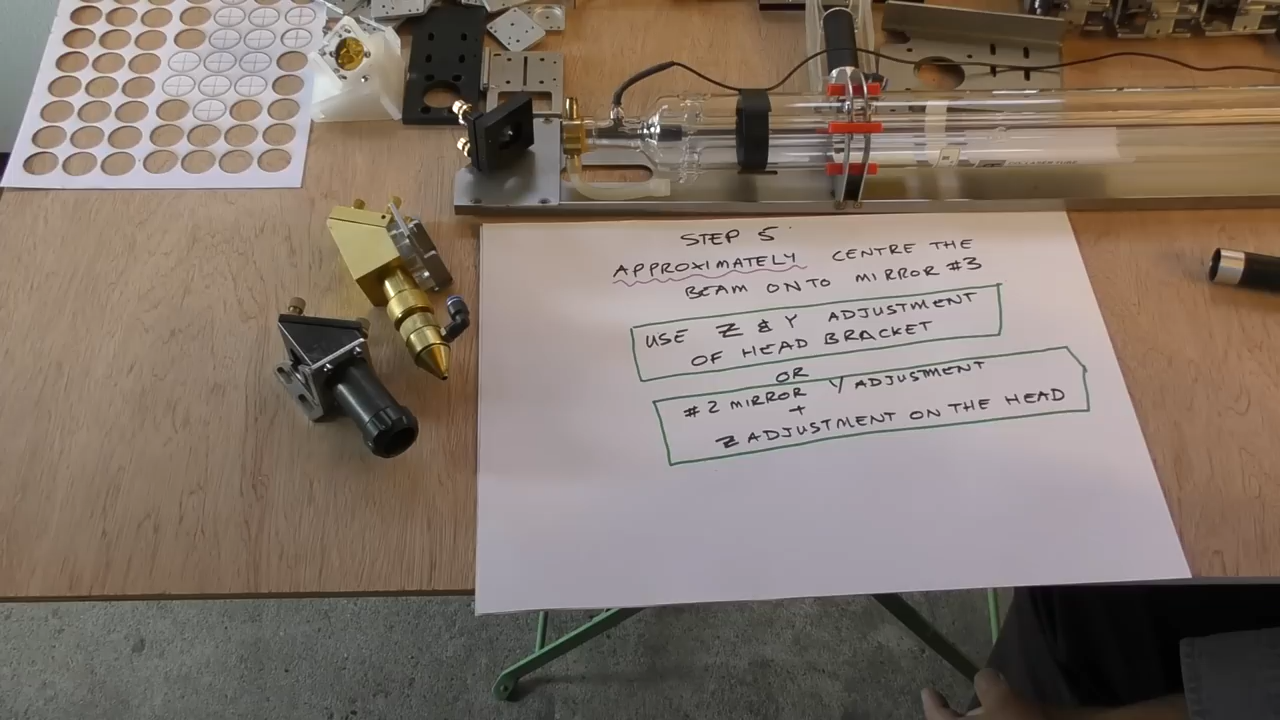 STEP 5
APPROXIMATELY CENTRE THE
BEAM ONTO MIRROR #3
USE Z & Y ADJUSTMENT
OF HEAD BRACKET
OR
#2 MIRROR Y ADJUSTMENT
+
Z ADJUSTMENT ON THE HEAD